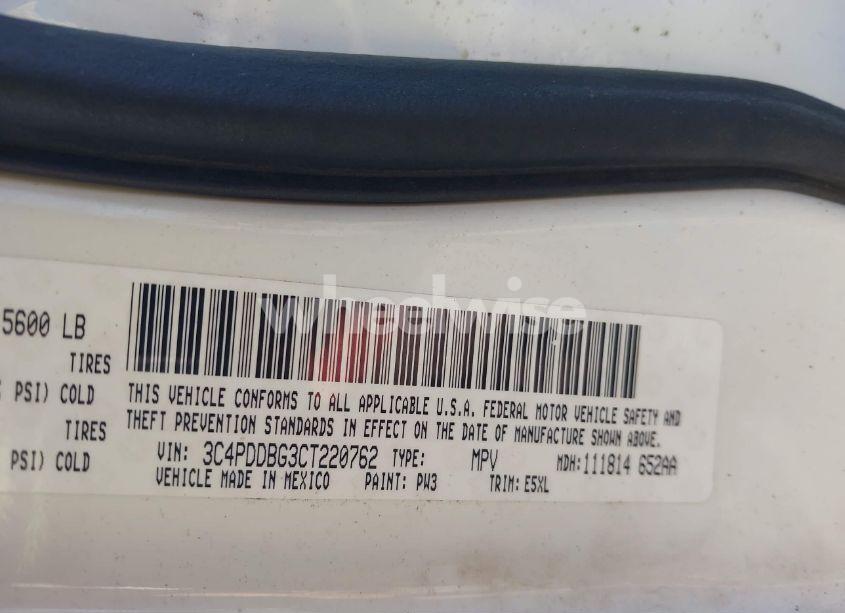 5600 LB
TIRES
PSI) COLD
TIRES
PSI) COLD
THIS VEHICLE CONFORMS TO ALL APPLICABLE U.S.A. FEDERAL MOTOR VEHICLE SAFETY AND
THEFT PREVENTION STANDARDS IN EFFECT ON THE DATE OF MANUFACTURE SHOWN ABOVE.
VIN: 3C4PDDBG3CT220762 TYPE: MPV MDH:111814 652AA
VEHICLE MADE IN MEXICO PAINT: PW3 TRIM: E5XL
wheelwise